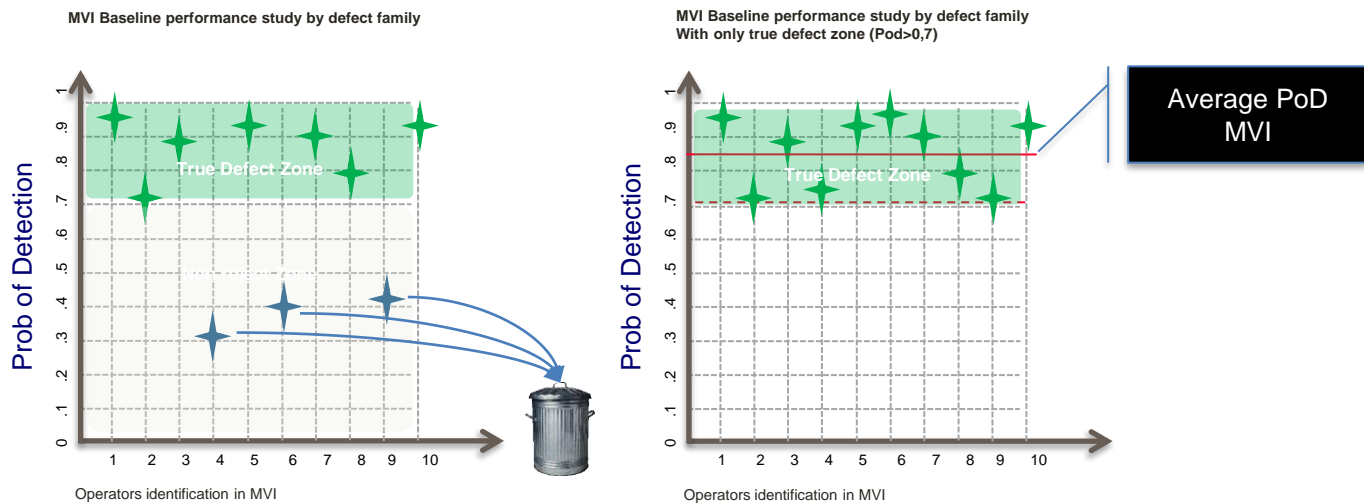 MVI Baseline performance study by defect family
1
.9
.8
.7
.6
.5
.4
.3
.2
.1
0
Prob of Detection
True Defect Zone
1 2 3 4 5 6 7 8 9 10
Operators identification in MVI
MVI Baseline performance study by defect family
With only true defect zone (Pod>0,7)
1
.9
.8
.7
.6
.5
.4
.3
.2
.1
0
Prob of Detection
True Defect Zone
1 2 3 4 5 6 7 8 9 10
Operators identification in MVI
Average PoD
MVI